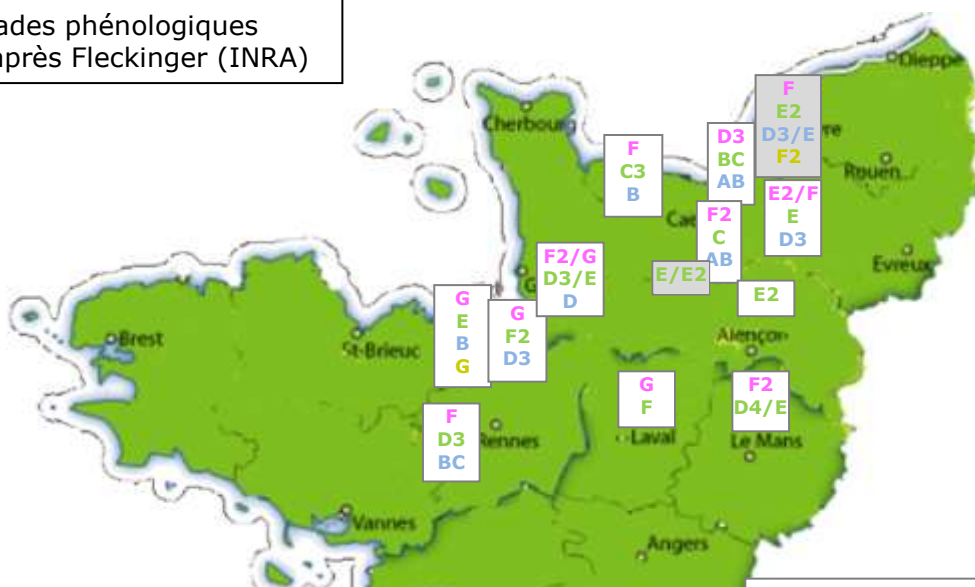 ades phénologiques
après Fleckinger (INRA)
Dieppe
Cherbourg
F
E2
D3/E
F2
D3
BC
AB
F
C3
B
Rouen
E2/F
E
D3
F2
C
AB
Evreux
F2/G
D3/E
D
E/E2
E2
G
E
B
G
G
F2
D3
Brest
St-Brieuc
Alençon
G
F
F2
D4/E
F
D3
BC
Rennes
Laval
Le Mans
Vannes
Angers